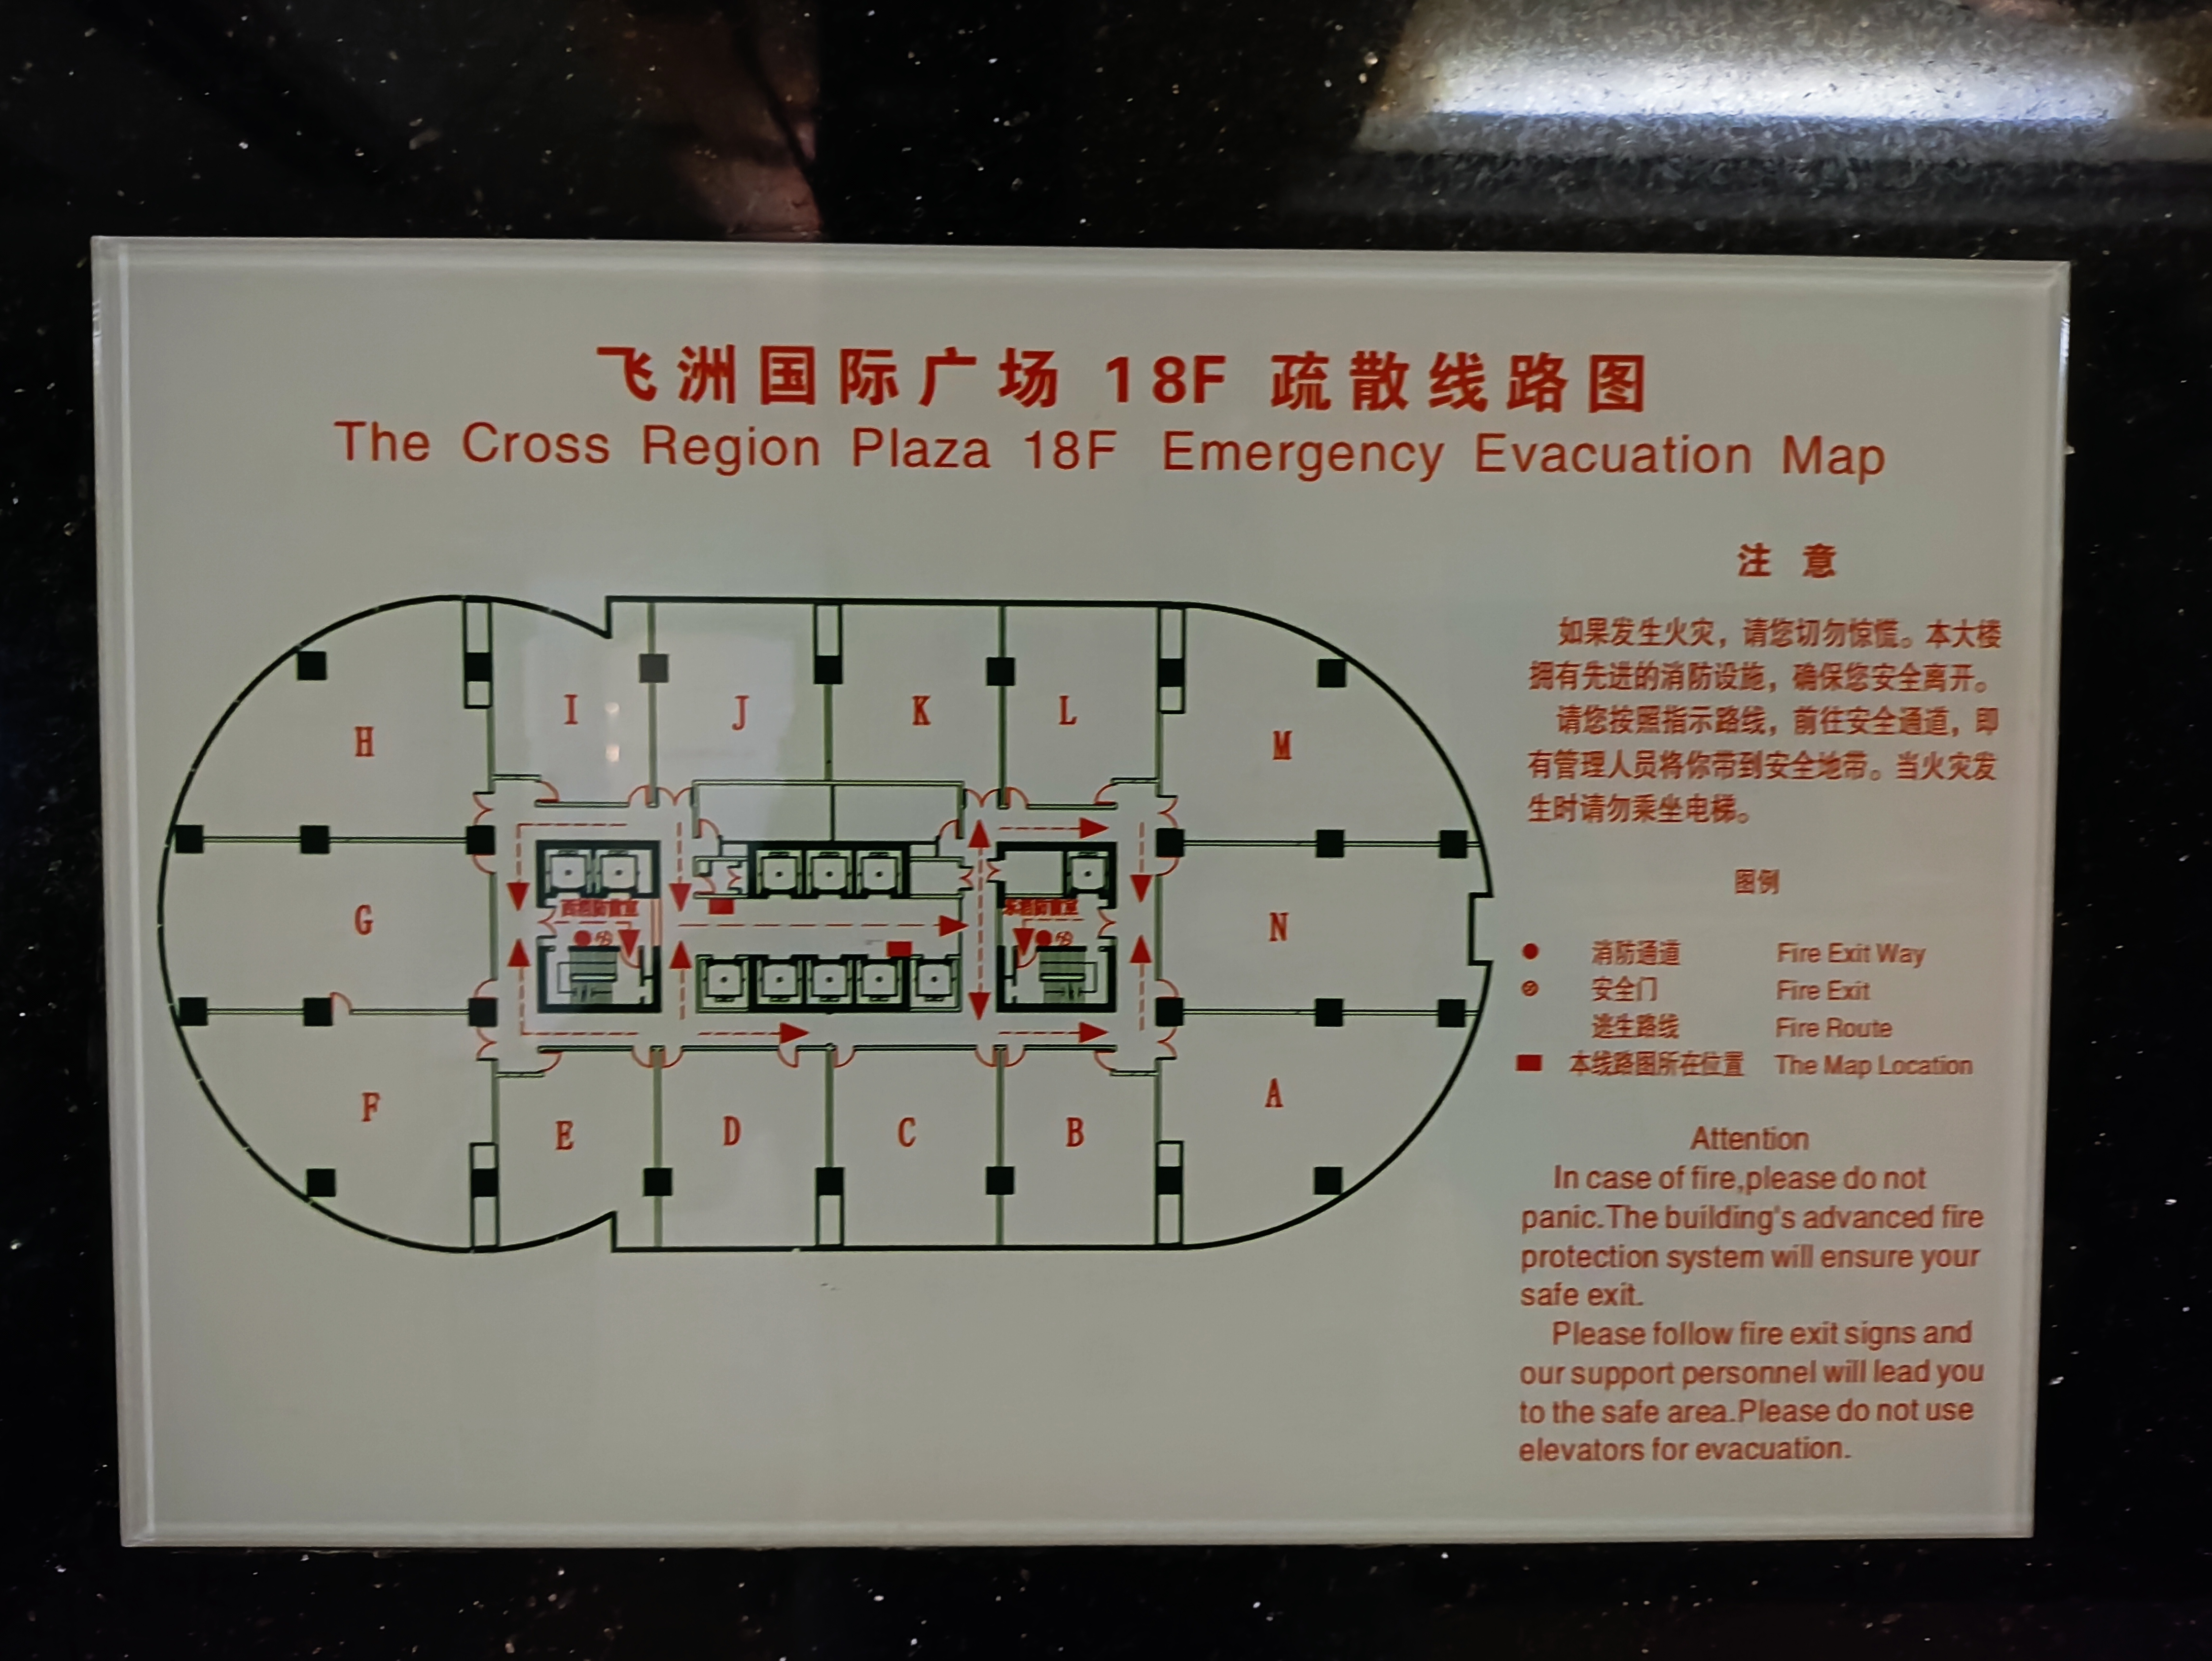 飞洲国际广场 18F 疏散线路图
The Cross Region Plaza 18F Emergency Evacuation Map
注 意
如果发生火灾，请您切勿惊慌。本大楼
拥有先进的消防设施，确保您安全离开。
请您按照指示路线，前往安全通道，即
有管理人员将你带到安全地带。当火灾发
生时请勿乘坐电梯。
图例
消防通道 Fire Exit Way
安全门 Fire Exit
逃生路线 Fire Route
本线路图所在位置 The Map Location
Attention
In case of fire,please do not
panic.The building's advanced fire
protection system will ensure your
safe exit.
Please follow fire exit signs and
our support personnel will lead you
to the safe area.Please do not use
elevators for evacuation.
H
I
J
K
L
M
G
N
F
E
D
C
B
A